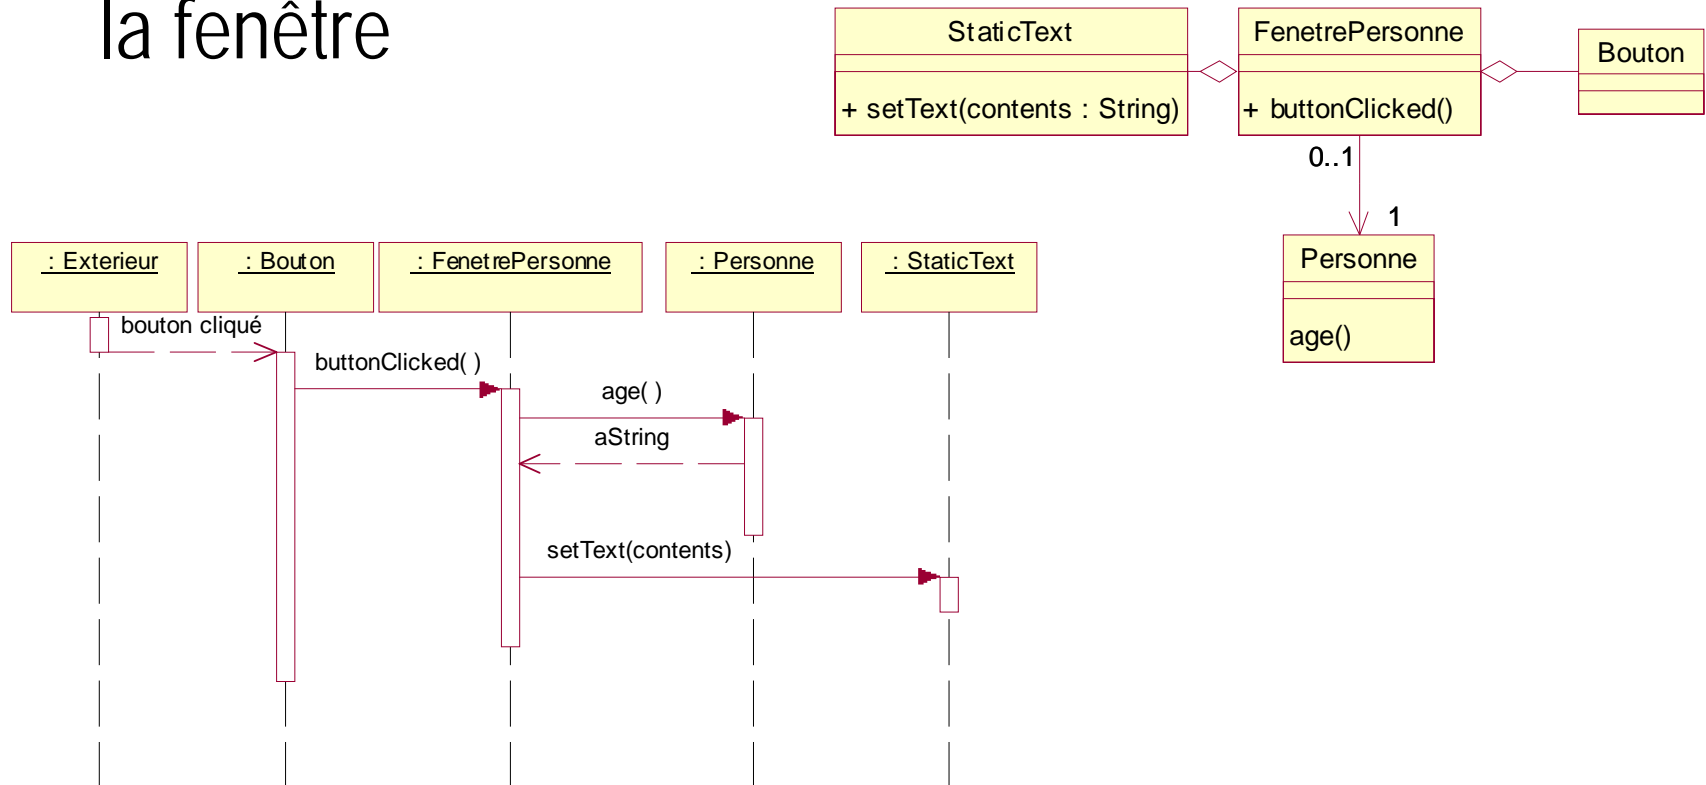 la fenêtre
StaticText
+ setText(contents : String)
FenetrePersonne
+ buttonClicked()
Bouton
0..1
1
Personne
age()
: Exterieur
: Bouton
: FenetrePersonne
: Personne
: StaticText
bouton cliqué
buttonClicked( )
age( )
aString
setText(contents)